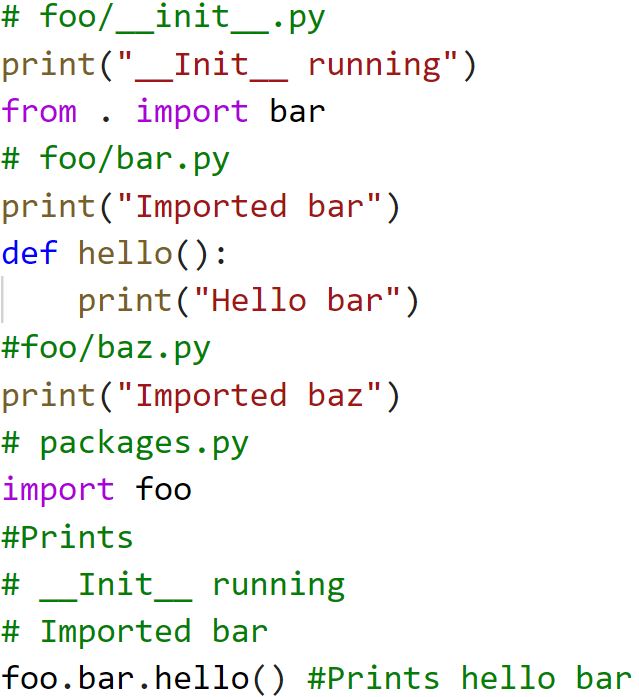 # foo/__init__.py
print("__Init__ running")
from . import bar
# foo/bar.py
print("Imported bar")
def hello():
    print("Hello bar")
#foo/baz.py
print("Imported baz")
# packages.py
import foo
#Prints
# __Init__ running
# Imported bar
foo.bar.hello() #Prints hello bar